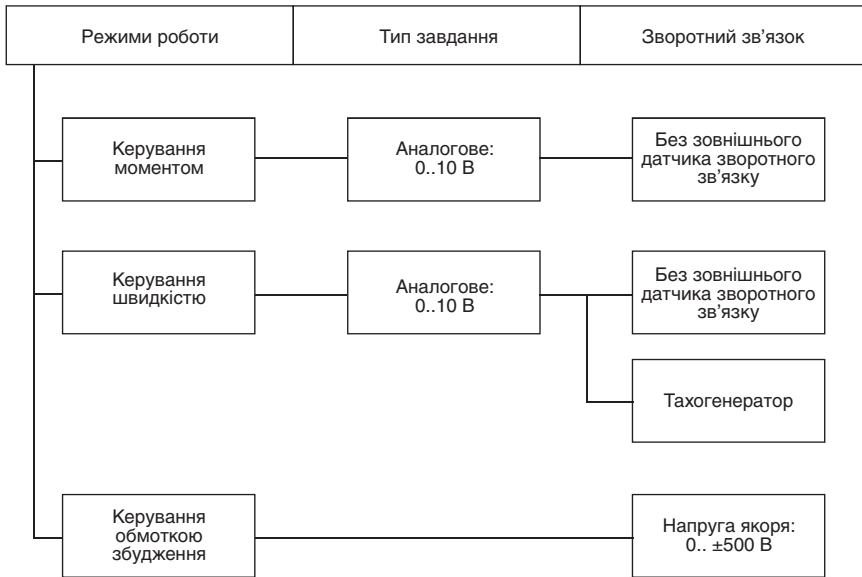 Режими роботи
Тип завдання
Зворотний зв'язок
Керування
моментом
Аналогове:
0..10 В
Без зовнішнього
датчика зворотного
зв'язку
Керування
швидкістю
Аналогове:
0..10 В
Без зовнішнього
датчика зворотного
зв'язку
Тахогенератор
Керування
обмоткою
збудження
Напруга якоря:
0.. ±500 В